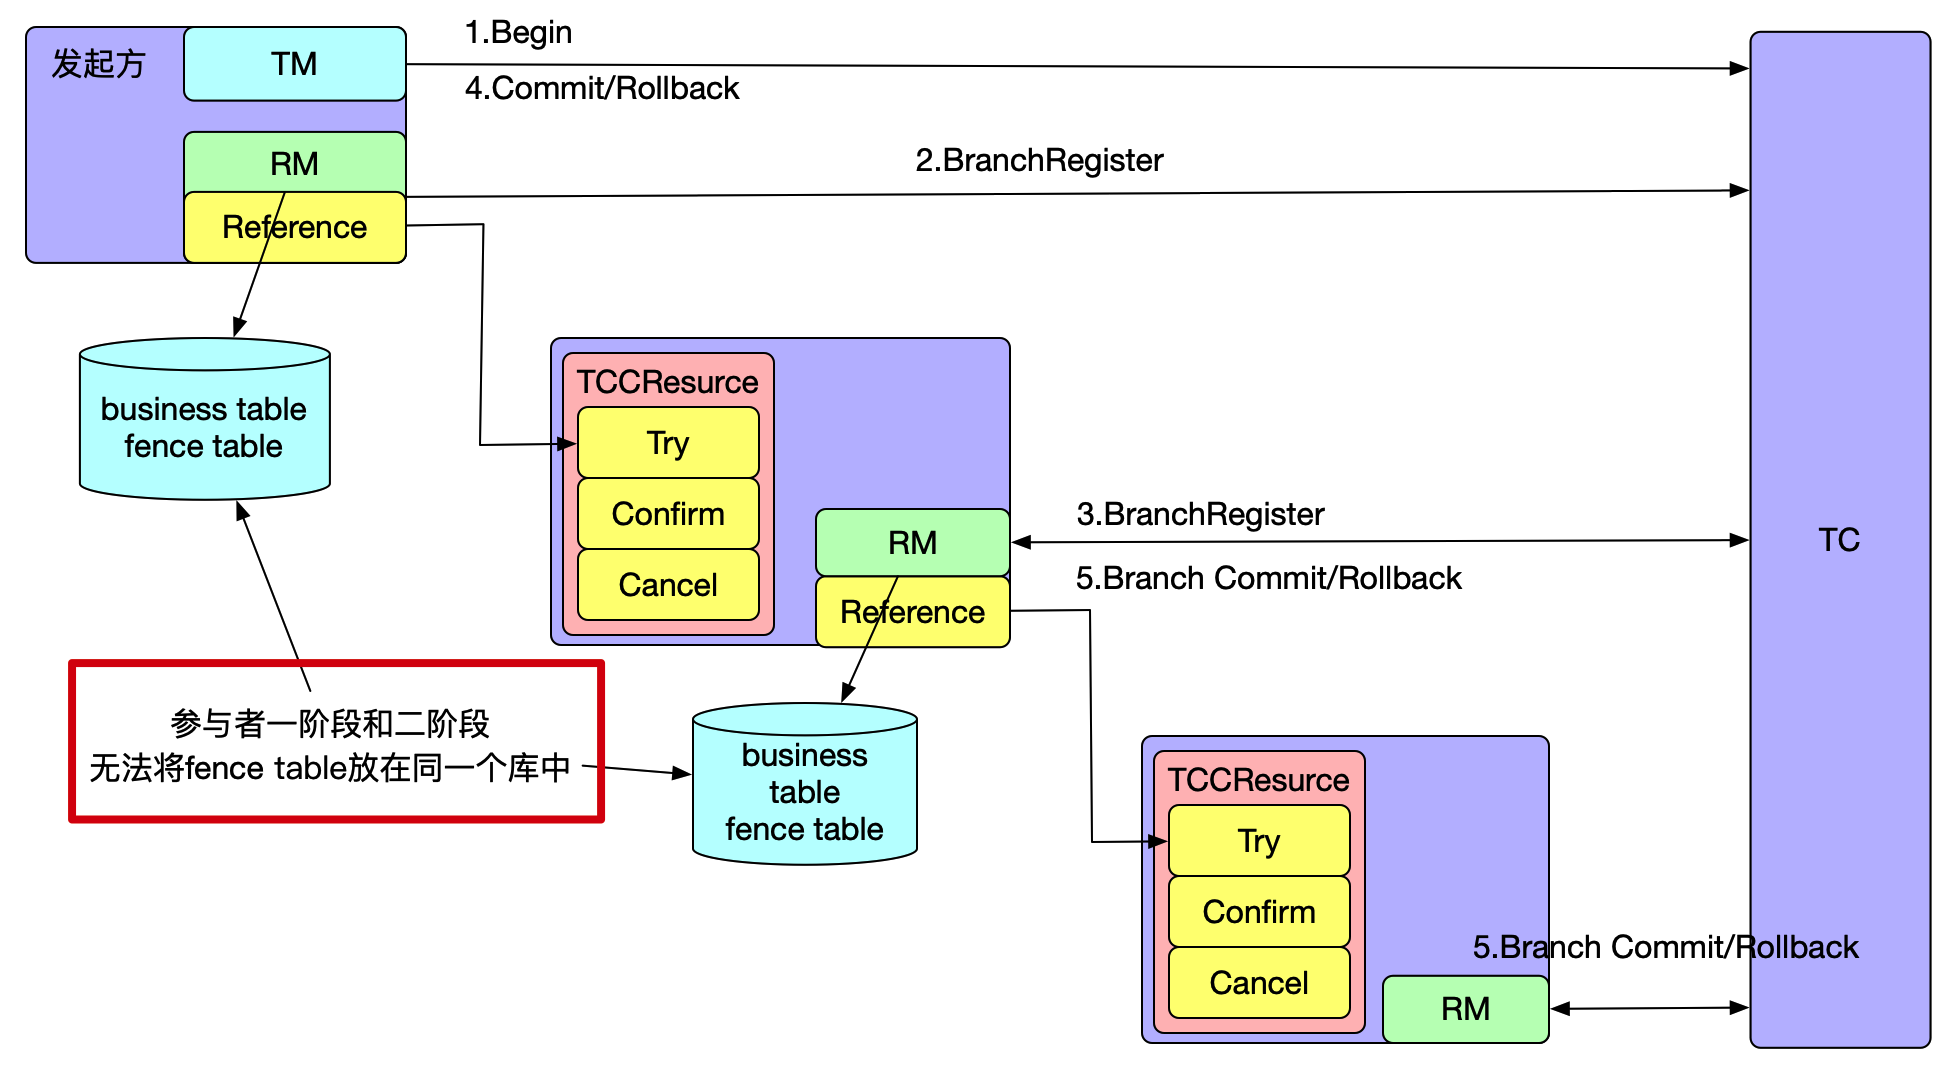 发起方
TM
1.Begin
4.Commit/Rollback
RM
2.BranchRegister
Reference
business table
fence table
TCCResurce
Try
Confirm
Cancel
RM
Reference
3.BranchRegister
5.Branch Commit/Rollback
TC
参与者一阶段和二阶段
无法将fence table放在同一个库中
business
table
fence table
TCCResurce
Try
Confirm
Cancel
5.Branch Commit/Rollback
RM